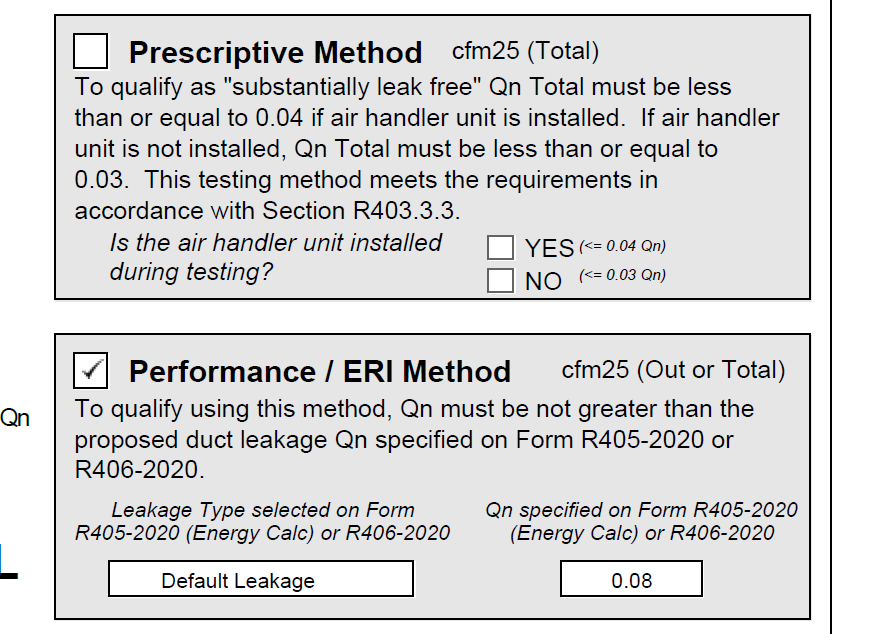 Prescriptive Method cfm25 (Total)
To qualify as "substantially leak free" Qn Total must be less
than or equal to 0.04 if air handler unit is installed. If air handler
unit is not installed, Qn Total must be less than or equal to
0.03. This testing method meets the requirements in
accordance with Section R403.3.3.
Is the air handler unit installed
during testing?
YES (<= 0.04 Qn)
NO (<= 0.03 Qn)
Performance / ERI Method cfm25 (Out or Total)
To qualify using this method, Qn must be not greater than the
Qn
proposed duct leakage Qn specified on Form R405-2020 or
R406-2020.
Leakage Type selected on Form
R405-2020 (Energy Calc) or R406-2020
Qn specified on Form R405-2020
(Energy Calc) or R406-2020
Default Leakage
0.08